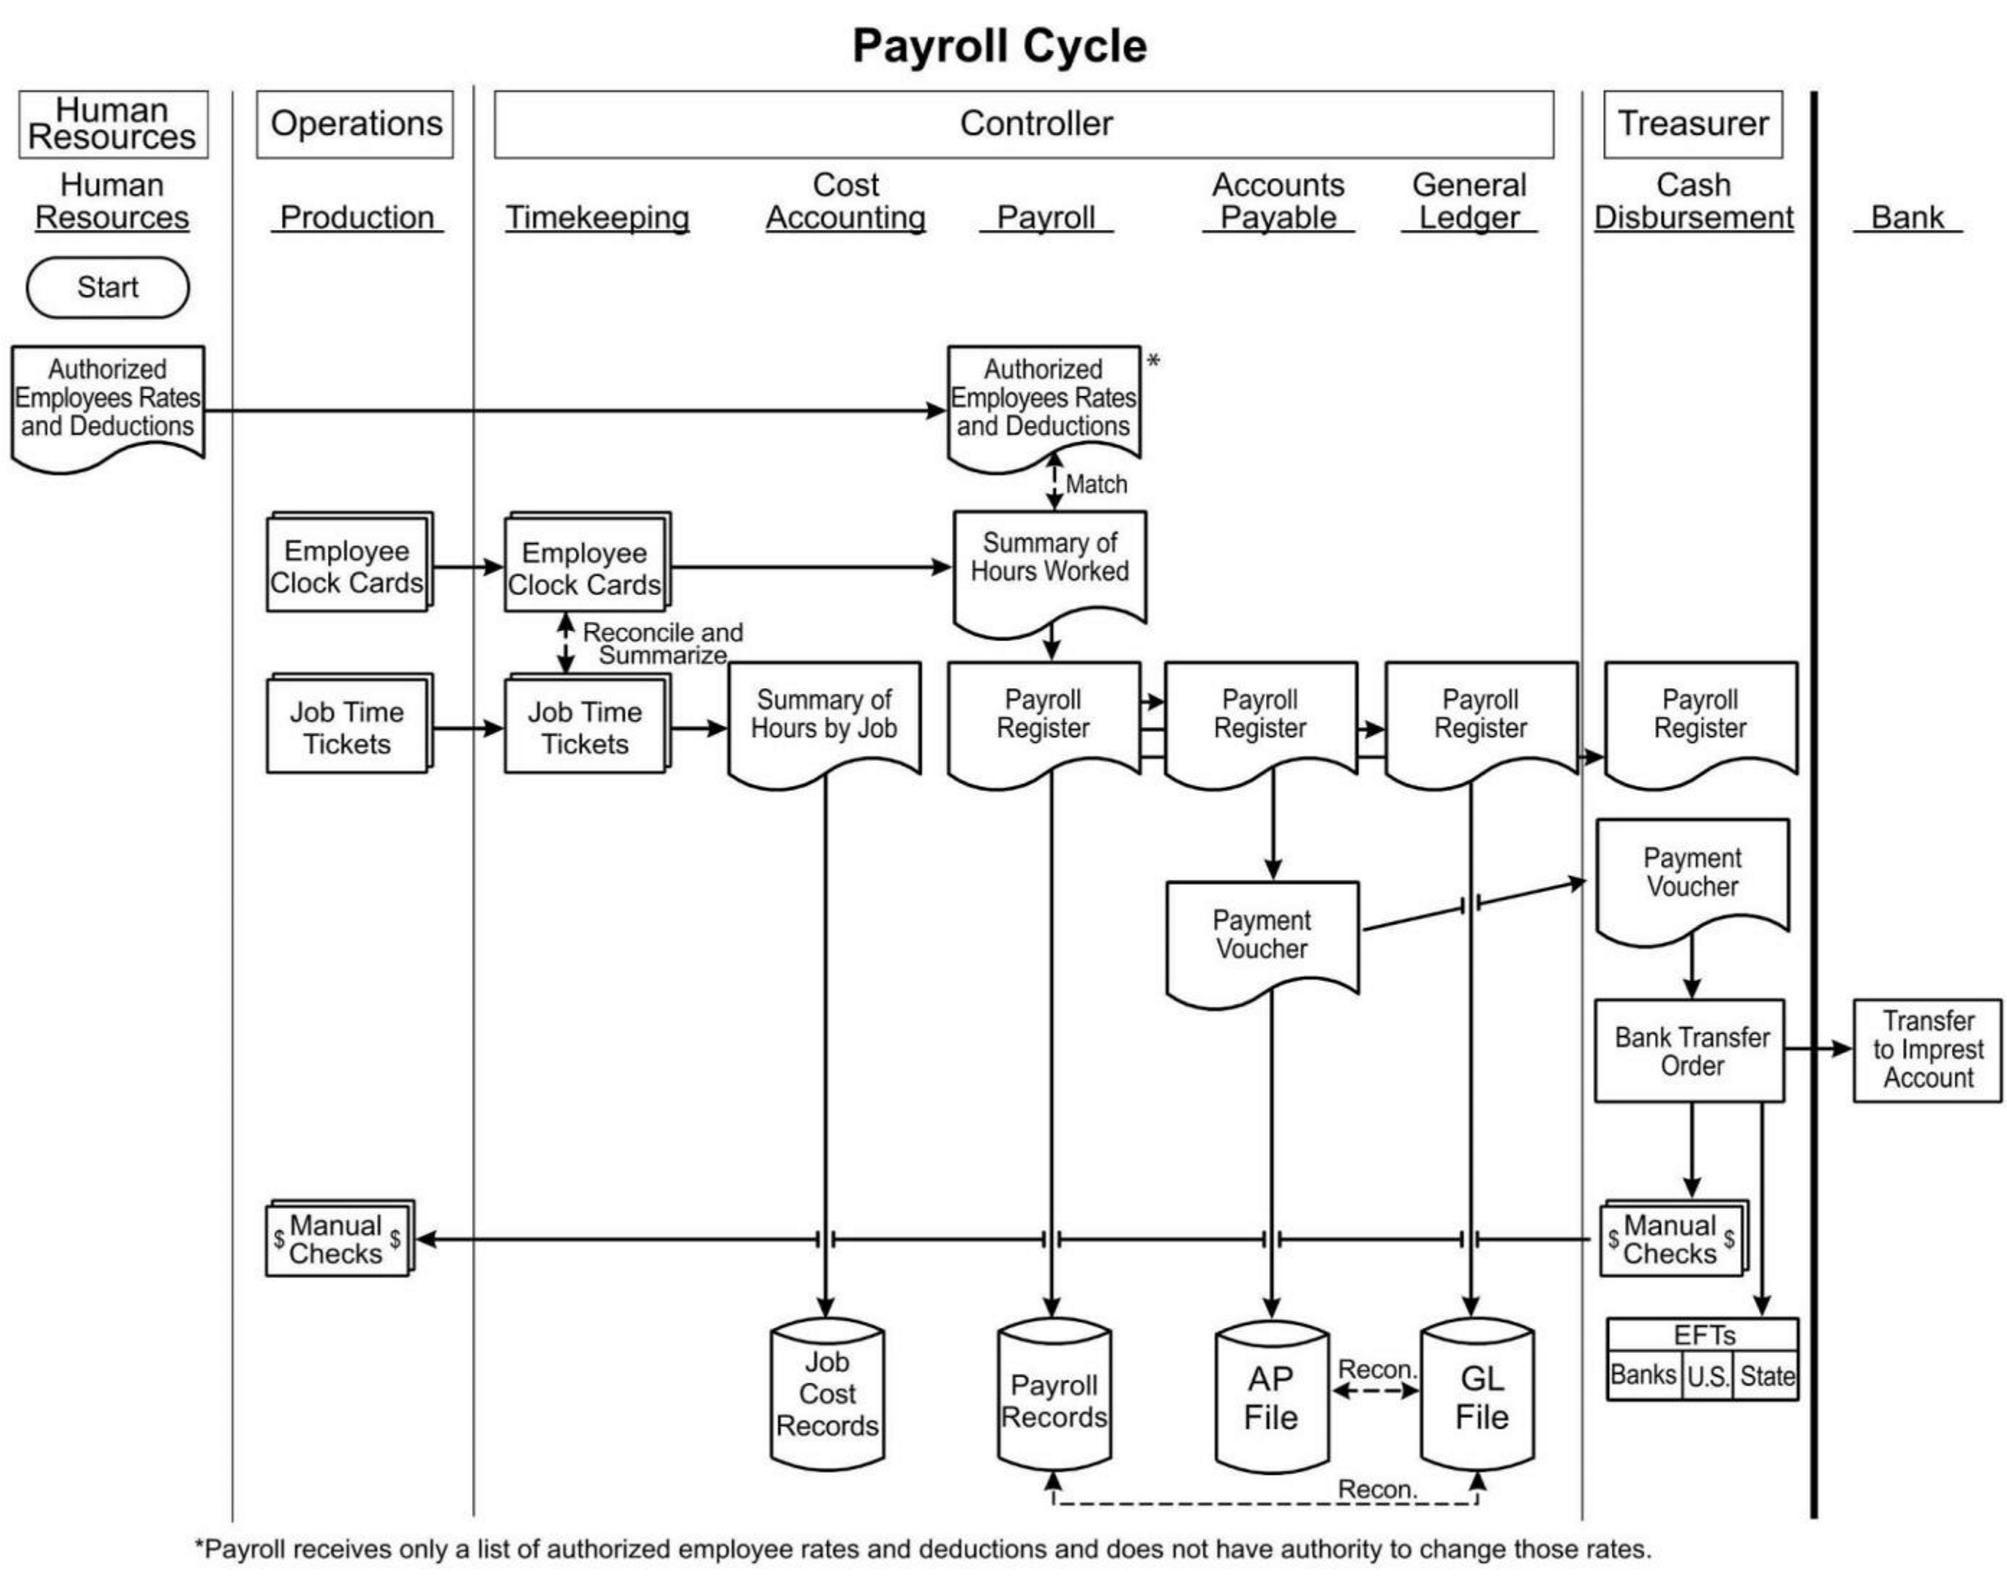 Payroll Cycle
Human
Resources
Operations
Controller
Treasurer
Human
Resources
Production
Timekeeping
Cost
Accounting
Payroll
Accounts
Payable
General
Ledger
Cash
Disbursement
Bank
Start
Authorized
Employees Rates
and Deductions
Authorized
Employees Rates
and Deductions
*
Match
Employee
Clock Cards
Employee
Clock Cards
Summary of
Hours Worked
Reconcile and
Summarize
Job Time
Tickets
Job Time
Tickets
Summary of
Hours by Job
Payroll
Register
Payroll
Register
Payroll
Register
Payroll
Register
Payment
Voucher
Payment
Voucher
Bank Transfer
Order
Transfer
to Imprest
Account
$ Manual $
Checks
$ Manual $
Checks
Job
Cost
Records
Payroll
Records
AP
File
Recon.
GL
File
EFTs
Banks U.S. State
Recon.
*Payroll receives only a list of authorized employee rates and deductions and does not have authority to change those rates.